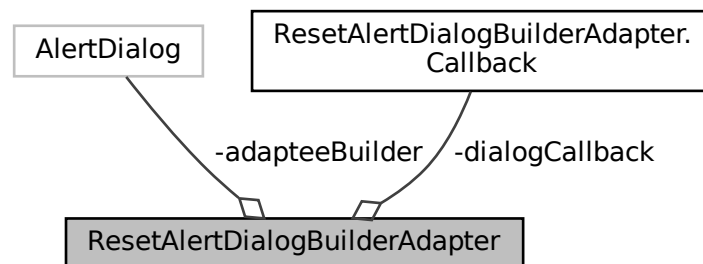 AlertDialog
ResetAlertDialogBuilderAdapter.
Callback
-adapteeBuilder
-dialogCallback
ResetAlertDialogBuilderAdapter